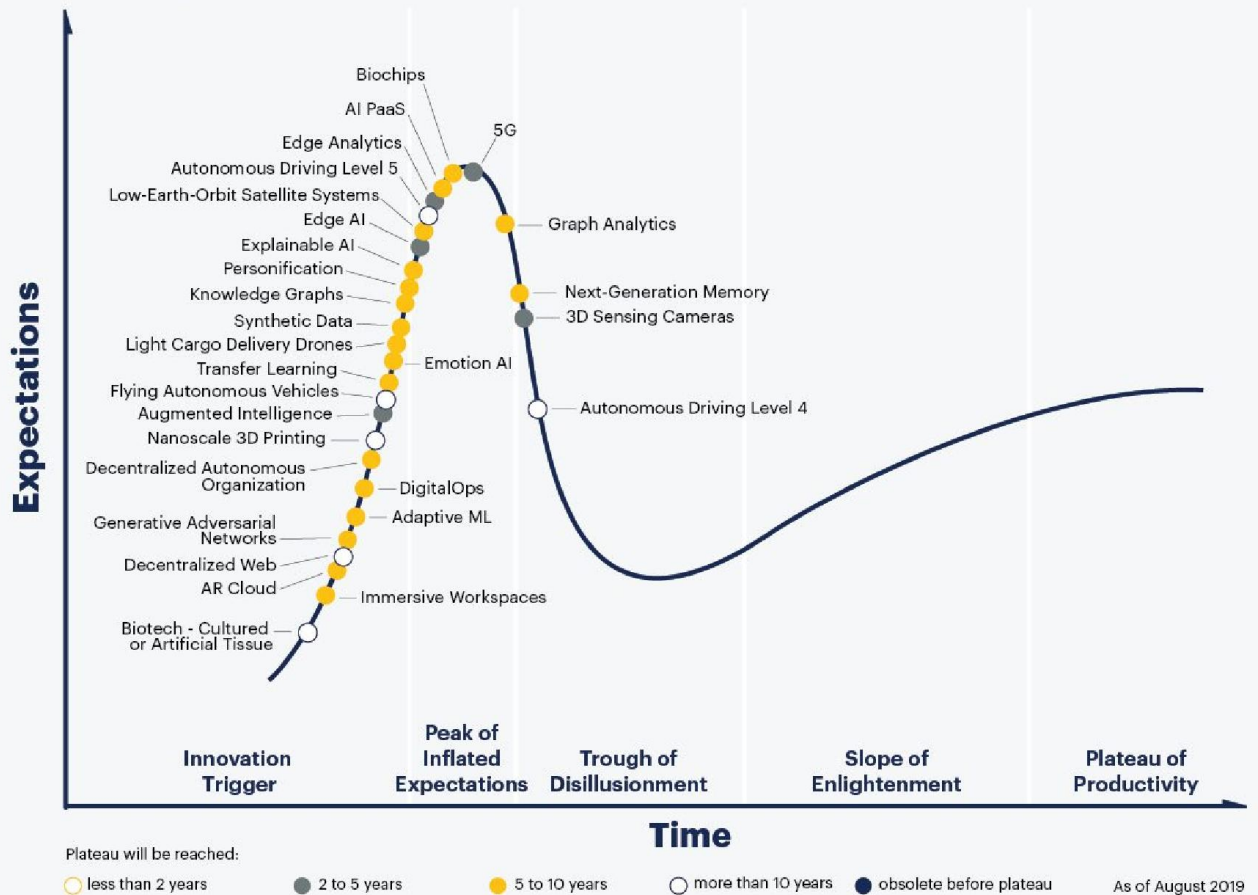 Biochips
AI PaaS
5G
Edge Analytics
Autonomous Driving Level 5
Low-Earth-Orbit Satellite Systems
Edge AI
Graph Analytics
Explainable AI
Personification
Knowledge Graphs
Next-Generation Memory
Synthetic Data
3D Sensing Cameras
Light Cargo Delivery Drones
Emotion AI
Transfer Learning
Flying Autonomous Vehicles
Augmented Intelligence
Autonomous Driving Level 4
Nanoscale 3D Printing
Decentralized Autonomous
Organization
DigitalOps
Adaptive ML
Generative Adversarial
Networks
Decentralized Web
AR Cloud
Immersive Workspaces
Biotech - Cultured
or Artificial Tissue
Expectations
Innovation
Trigger
Peak of
Inflated
Expectations
Trough of
Disillusionment
Slope of
Enlightenment
Plateau of
Productivity
Time
Plateau will be reached:
less than 2 years
2 to 5 years
5 to 10 years
more than 10 years
obsolete before plateau
As of August 2019